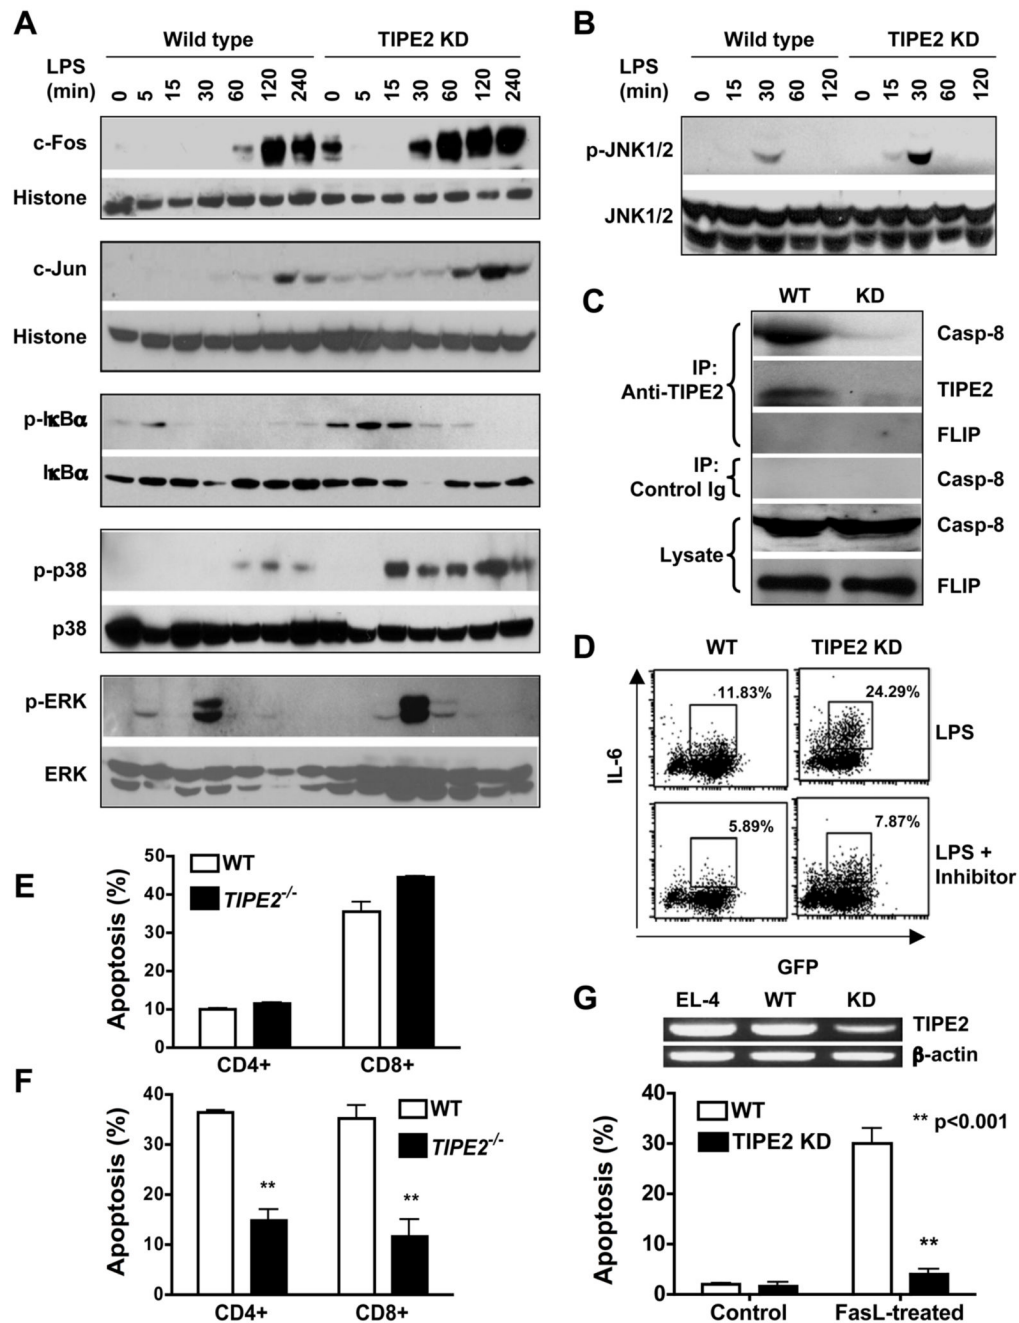 A
Wild type TIPE2 KD
LPS
(min) 0 5 15 30 60 120 240 0 5 15 30 60 120 240
c-Fos
Histone
c-Jun
Histone
p-IκBα
IκBα
p-p38
p38
p-ERK
ERK
B
Wild type TIPE2 KD
LPS
(min) 0 15 30 60 120 0 15 30 60 120
p-JNK1/2
JNK1/2
C
WT KD
IP:
Anti-TIPE2
Casp-8
TIPE2
FLIP
IP:
Control Ig
Casp-8
Lysate
Casp-8
FLIP
D
WT TIPE2 KD
11.83% 24.29%
LPS
5.89% 7.87%
LPS +
Inhibitor
IL-6
GFP
E
Apoptosis (%)
50
40
30
20
10
0
WT
TIPE2-/-
CD4+ CD8+
F
Apoptosis (%)
40
30
20
10
0
WT
TIPE2-/-
** **
CD4+ CD8+
G
EL-4 WT KD
TIPE2
β-actin
Apoptosis (%)
40
30
20
10
0
WT
TIPE2 KD
** p<0.001
**
Control FasL-treated